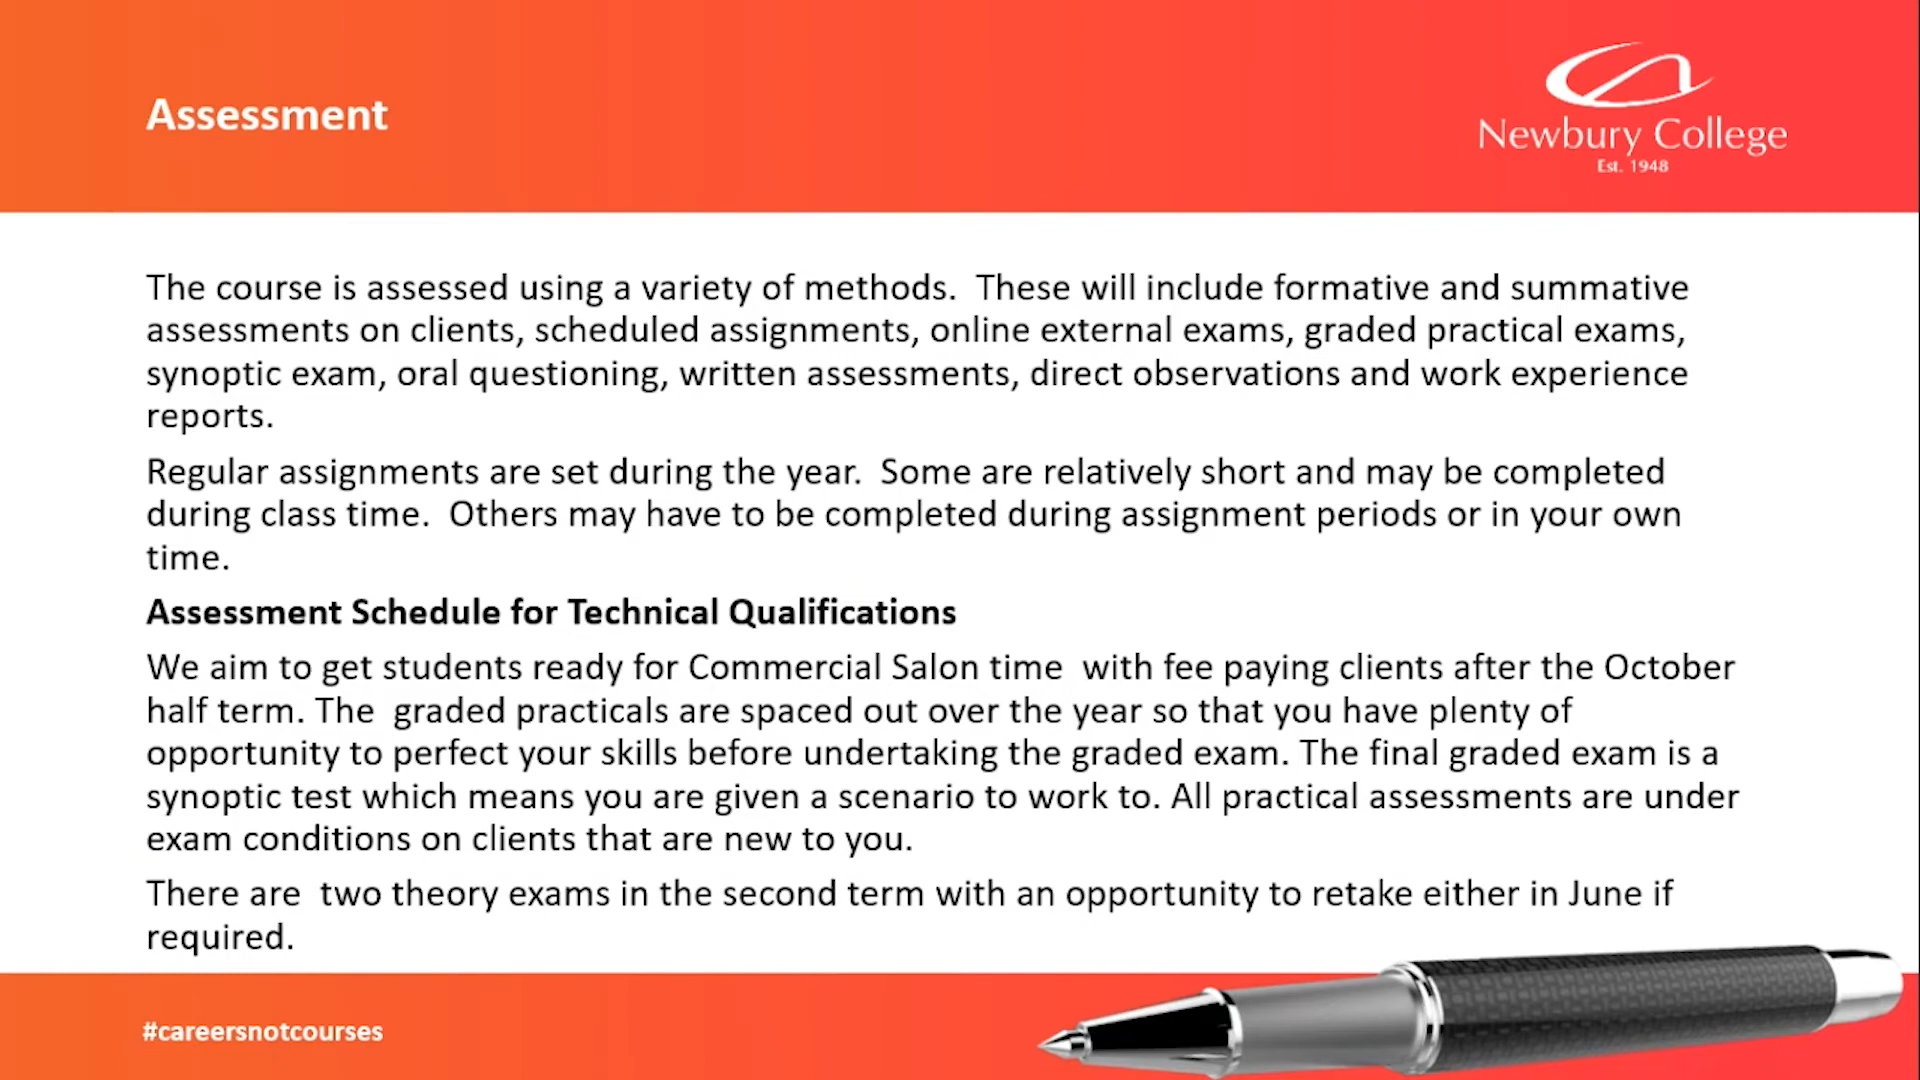 Assessment
Newbury College
Est. 1948
The course is assessed using a variety of methods.  These will include formative and summative
assessments on clients, scheduled assignments, online external exams, graded practical exams,
synoptic exam, oral questioning, written assessments, direct observations and work experience
reports.
Regular assignments are set during the year.  Some are relatively short and may be completed
during class time.  Others may have to be completed during assignment periods or in your own
time.
Assessment Schedule for Technical Qualifications
We aim to get students ready for Commercial Salon time  with fee paying clients after the October
half term. The  graded practicals are spaced out over the year so that you have plenty of
opportunity to perfect your skills before undertaking the graded exam. The final graded exam is a
synoptic test which means you are given a scenario to work to. All practical assessments are under
exam conditions on clients that are new to you.
There are  two theory exams in the second term with an opportunity to retake either in June if
required.
#careersnotcourses